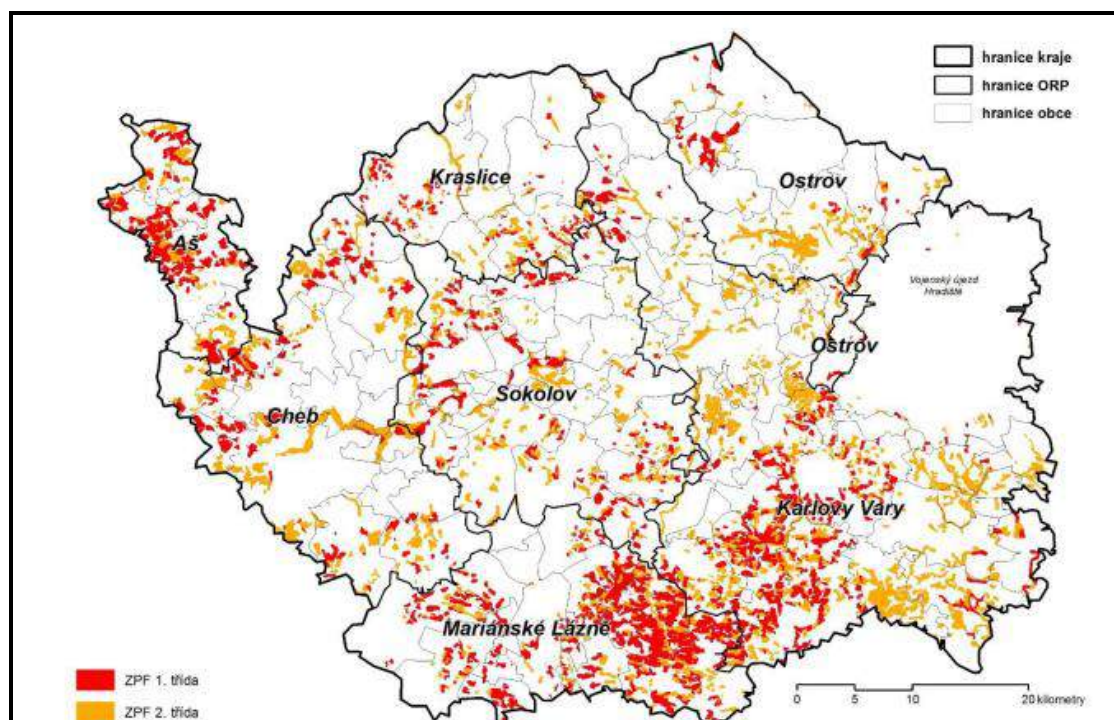 hranice kraje
hranice ORP
hranice obce
Kraslice
Ostrov
Aš
Vojenský újezd
Hradiště
Ostrov
Sokolov
Cheb
Karlovy Vary
Mariánské Lázně
ZPF 1. třída
ZPF 2. třída
0 5 10 20 kilometry